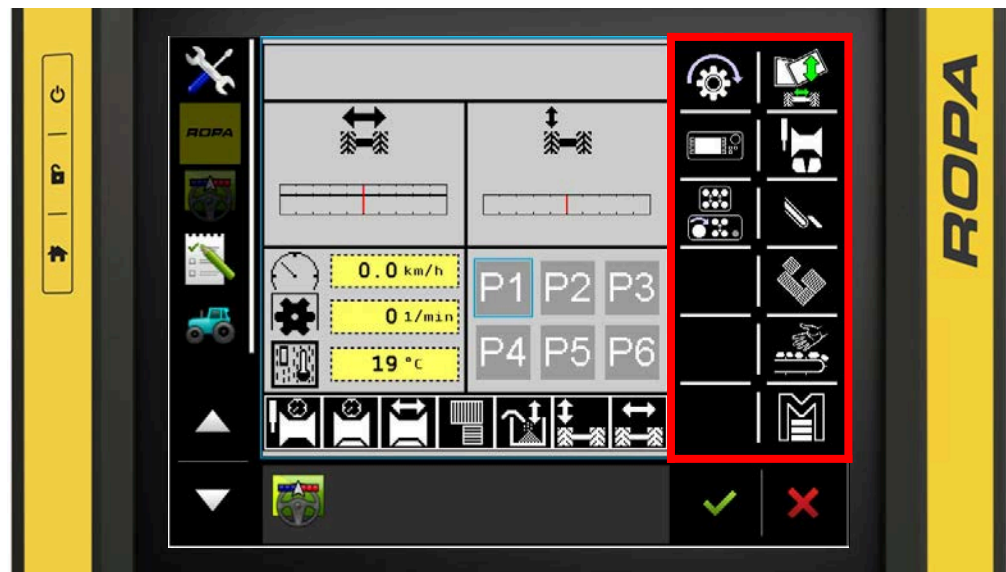 ROPA
0.0 km/h
0 1/min
19 °C
P1 P2 P3
P4 P5 P6
M
ROPA